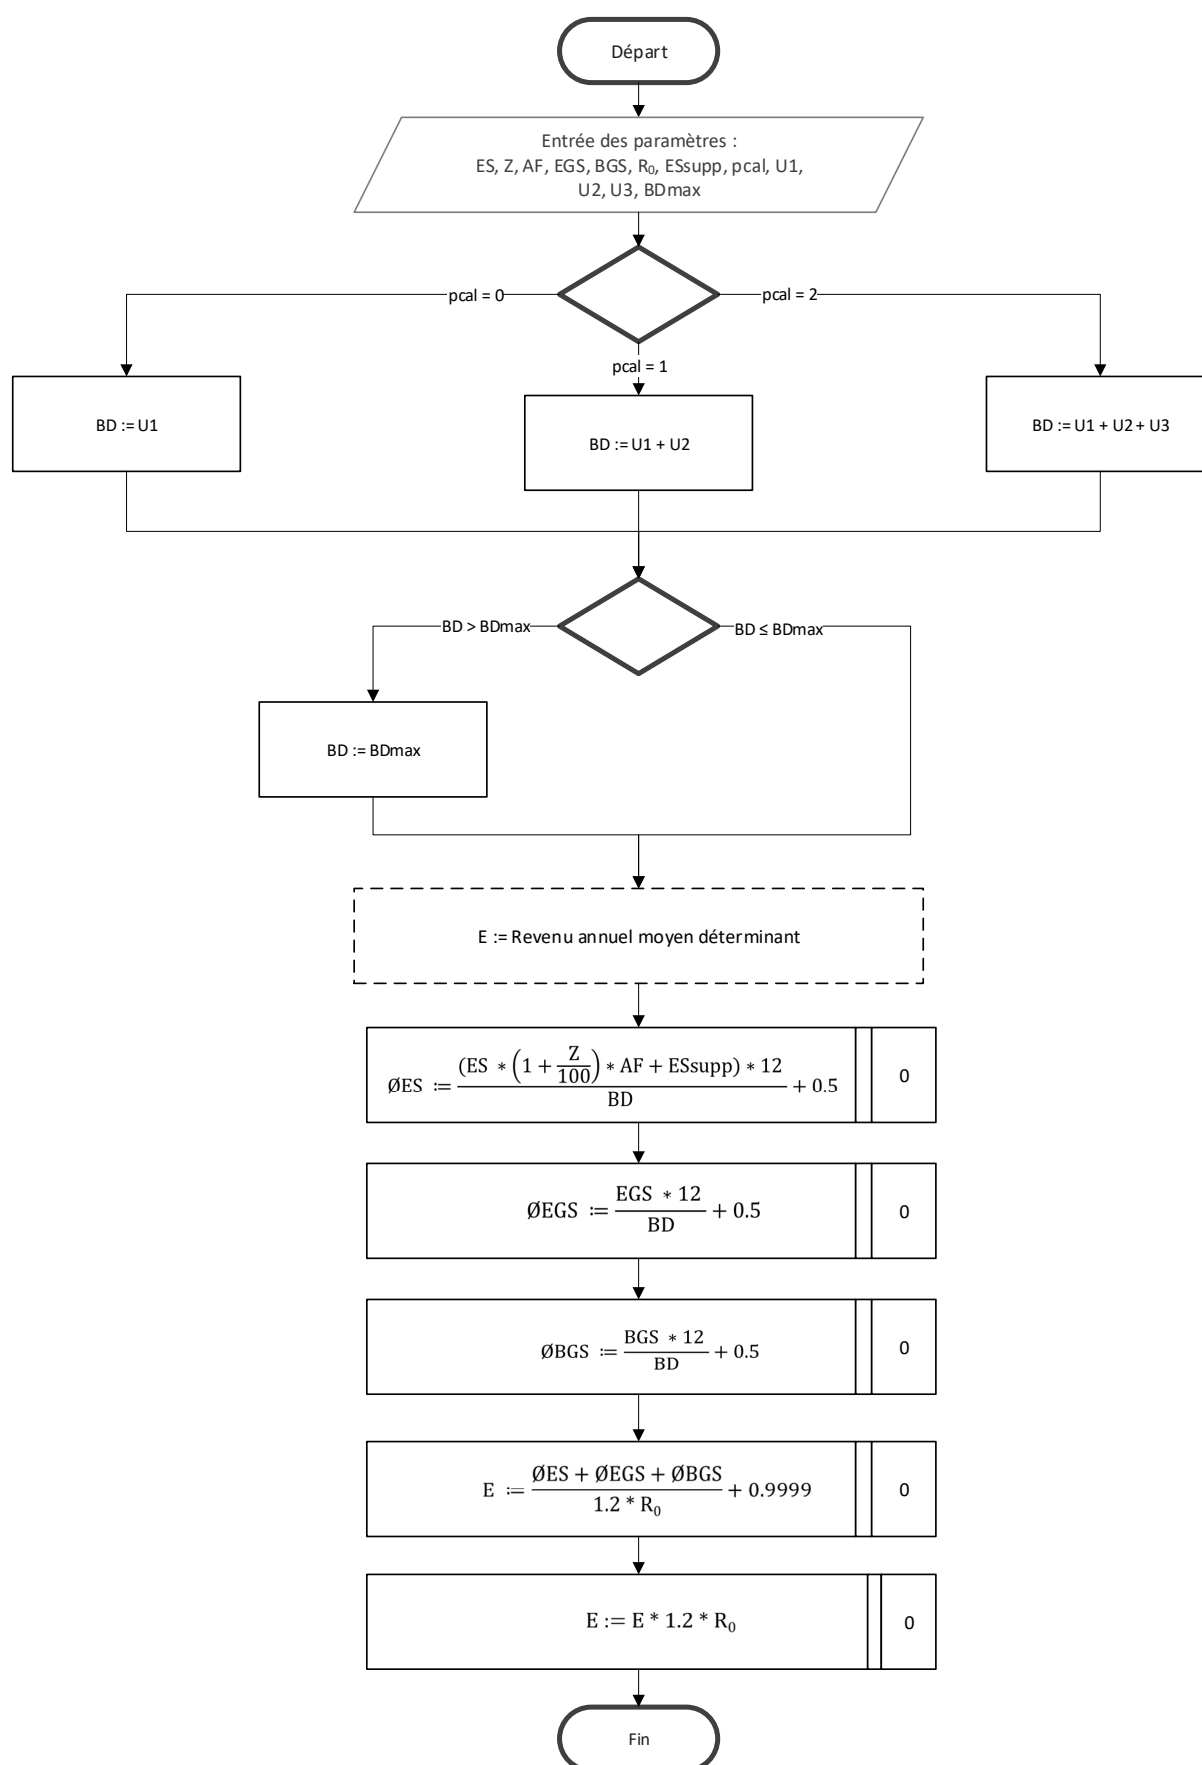 Départ
Entrée des paramètres :
ES, Z, AF, EGS, BGS, R₀, ESsupp, pcal, U1,
U2, U3, BDmax
pcal = 0
pcal = 2
pcal = 1
BD := U1
BD := U1 + U2
BD := U1 + U2 + U3
BD > BDmax
BD ≤ BDmax
BD := BDmax
E := Revenu annuel moyen déterminant
ØES := (ES * (1 + Z/100) * AF + ESsupp) * 12 / BD + 0.5
0
ØEGS := EGS * 12 / BD + 0.5
0
ØBGS := BGS * 12 / BD + 0.5
0
E := ØES + ØEGS + ØBGS / 1.2 * R₀ + 0.9999
0
E := E * 1.2 * R₀
0
Fin